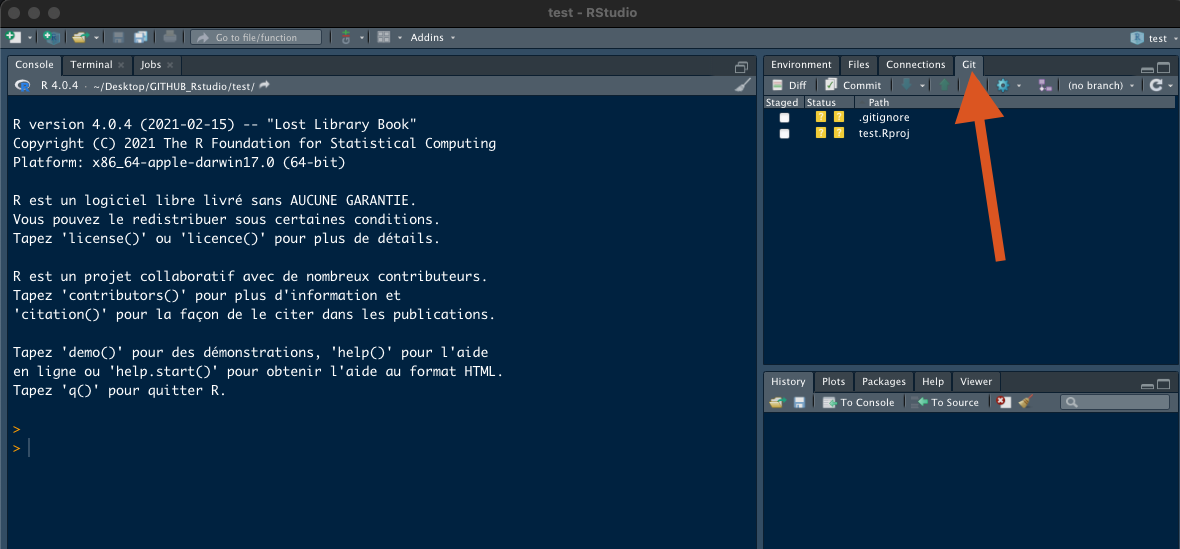 test - RStudio
Go to file/function
Addins
test
Console
Terminal
Jobs
R 4.0.4 · ~/Desktop/GITHUB_Rstudio/test/
R version 4.0.4 (2021-02-15) -- "Lost Library Book"
Copyright (C) 2021 The R Foundation for Statistical Computing
Platform: x86_64-apple-darwin17.0 (64-bit)
R est un logiciel libre livré sans AUCUNE GARANTIE.
Vous pouvez le redistribuer sous certaines conditions.
Tapez 'license()' ou 'licence()' pour plus de détails.
R est un projet collaboratif avec de nombreux contributeurs.
Tapez 'contributors()' pour plus d'information et
'citation()' pour la façon de le citer dans les publications.
Tapez 'demo()' pour des démonstrations, 'help()' pour l'aide
en ligne ou 'help.start()' pour obtenir l'aide au format HTML.
Tapez 'q()' pour quitter R.
>
>
Environment
Files
Connections
Git
Diff
Commit
(no branch)
Staged Status Path
? ? .gitignore
? ? test.Rproj
History
Plots
Packages
Help
Viewer
To Console
To Source